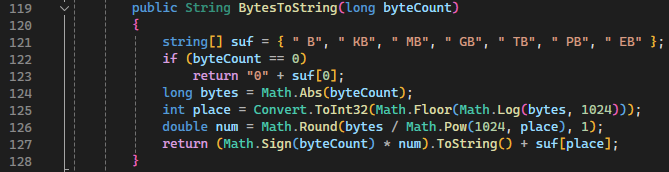 119 public String BytesToString(long byteCount)
120 {
121 string[] suf = { " B", " KB", " MB", " GB", " TB", " PB", " EB" };
122 if (byteCount == 0)
123 return "0" + suf[0];
124 long bytes = Math.Abs(byteCount);
125 int place = Convert.ToInt32(Math.Floor(Math.Log(bytes, 1024)));
126 double num = Math.Round(bytes / Math.Pow(1024, place), 1);
127 return (Math.Sign(byteCount) * num).ToString() + suf[place];
128 }